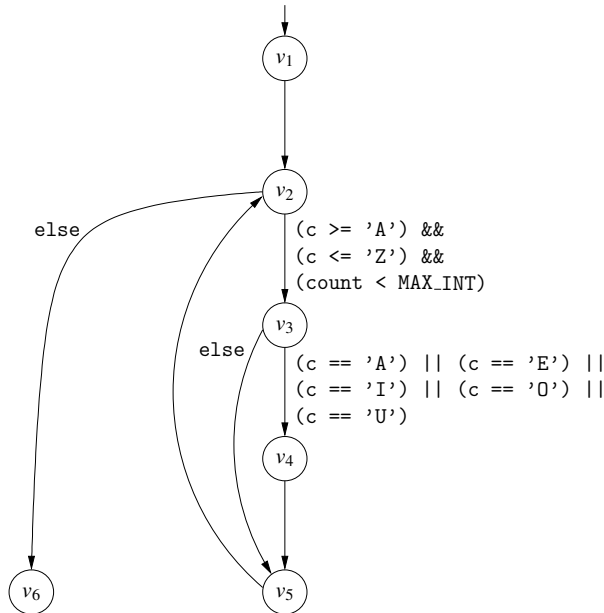 v1
v2
else
(c >= 'A') &&
(c <= 'Z') &&
(count < MAX_INT)
v3
else
(c == 'A') || (c == 'E') ||
(c == 'I') || (c == 'O') ||
(c == 'U')
v4
v6
v5